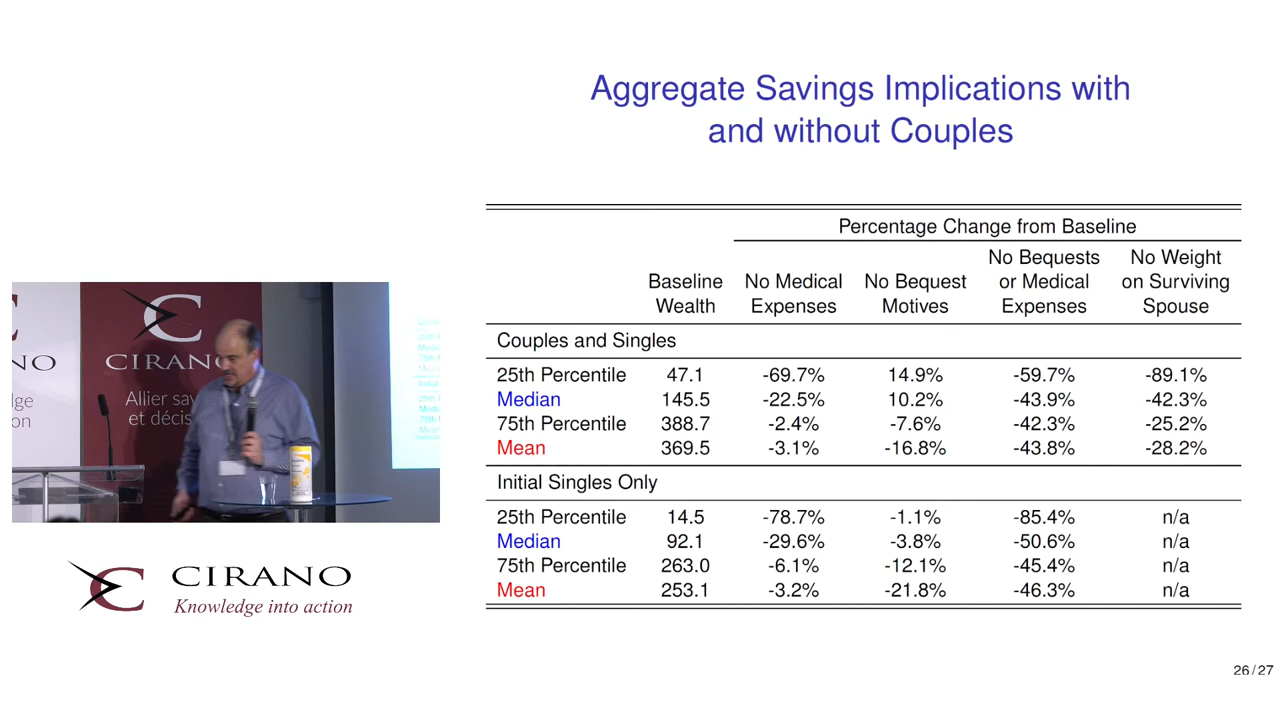 Aggregate Savings Implications with
and without Couples
Percentage Change from Baseline
Baseline Wealth No Medical Expenses No Bequest Motives No Bequests or Medical Expenses No Weight on Surviving Spouse
Couples and Singles
25th Percentile 47.1 -69.7% 14.9% -59.7% -89.1%
Median 145.5 -22.5% 10.2% -43.9% -42.3%
75th Percentile 388.7 -2.4% -7.6% -42.3% -25.2%
Mean 369.5 -3.1% -16.8% -43.8% -28.2%
Initial Singles Only
25th Percentile 14.5 -78.7% -1.1% -85.4% n/a
Median 92.1 -29.6% -3.8% -50.6% n/a
75th Percentile 263.0 -6.1% -12.1% -45.4% n/a
Mean 253.1 -3.2% -21.8% -46.3% n/a
26/27
NO
CIRAN
Allier sav
et décis
CIRANO
Knowledge into action